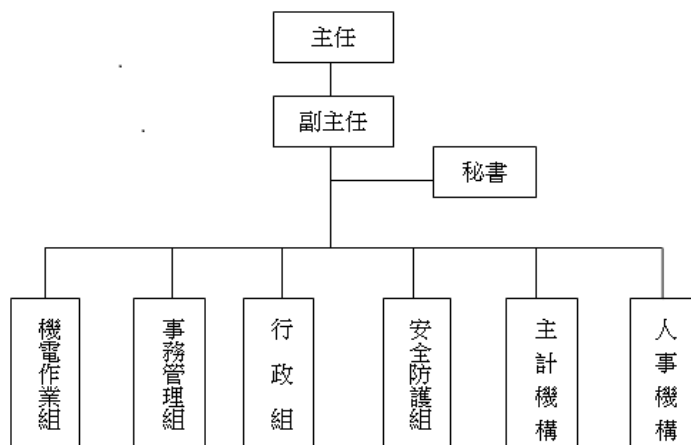 主任
副主任
秘書
機電作業組
事務管理組
行政組
安全防護組
主計機構
人事機構